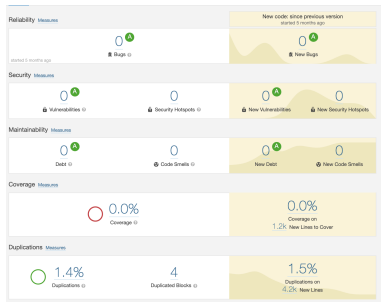 Reliability Measures
New code: since previous version
started 5 months ago
0 A
Bugs
started 5 months ago
0 A
New Bugs
Security Measures
0 A
Vulnerabilities
0
Security Hotspots
0 A
New Vulnerabilities
0
New Security Hotspots
Maintainability Measures
0 A
Debt
0
Code Smells
0 A
New Debt
0
New Code Smells
Coverage Measures
0.0%
Coverage
0.0%
Coverage on
1.2k New Lines to Cover
Duplications Measures
1.4%
Duplications
4
Duplicated Blocks
1.5%
Duplications on
4.2k New Lines